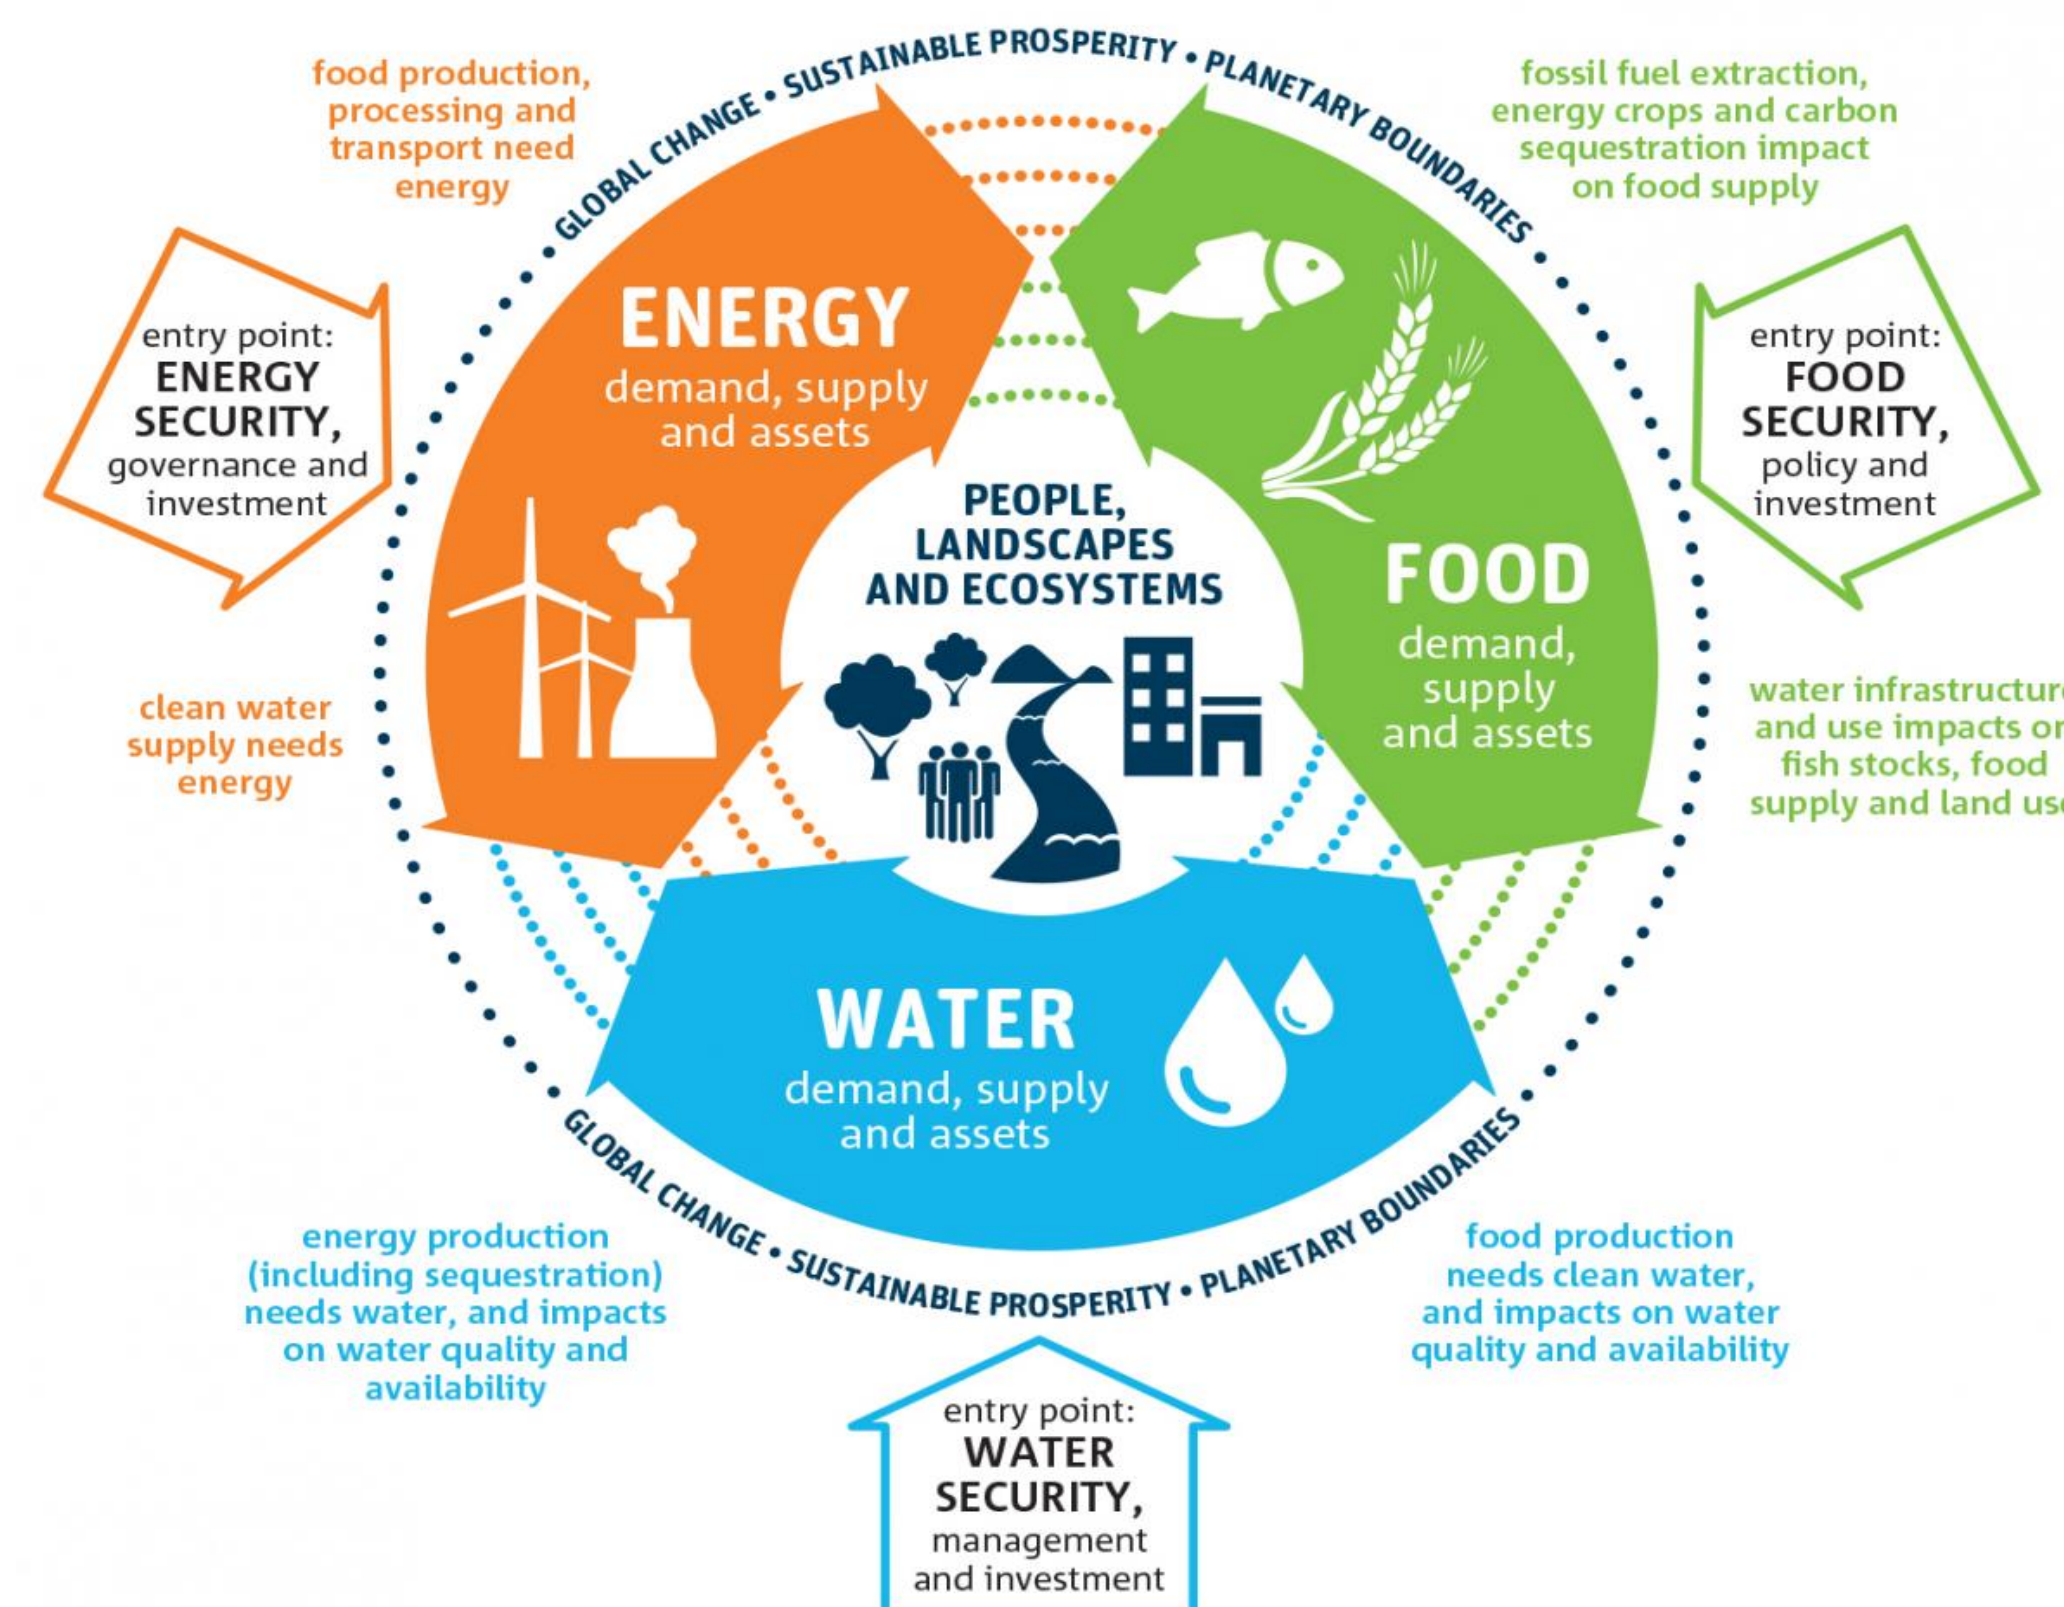 GLOBAL CHANGE • SUSTAINABLE PROSPERITY • PLANETARY BOUNDARIES
food production,
processing and
transport need
energy
fossil fuel extraction,
energy crops and carbon
sequestration impact
on food supply
entry point:
ENERGY
SECURITY,
governance and
investment
ENERGY
demand, supply
and assets
entry point:
FOOD
SECURITY,
policy and
investment
PEOPLE,
LANDSCAPES
AND ECOSYSTEMS
FOOD
demand,
supply
and assets
clean water
supply needs
energy
water infrastructur
and use impacts o
fish stocks, food
supply and land us
WATER
demand, supply
and assets
GLOBAL CHANGE • SUSTAINABLE PROSPERITY • PLANETARY BOUNDARIES
energy production
(including sequestration)
needs water, and impacts
on water quality and
availability
food production
needs clean water,
and impacts on water
quality and availability
entry point:
WATER
SECURITY,
management
and investment